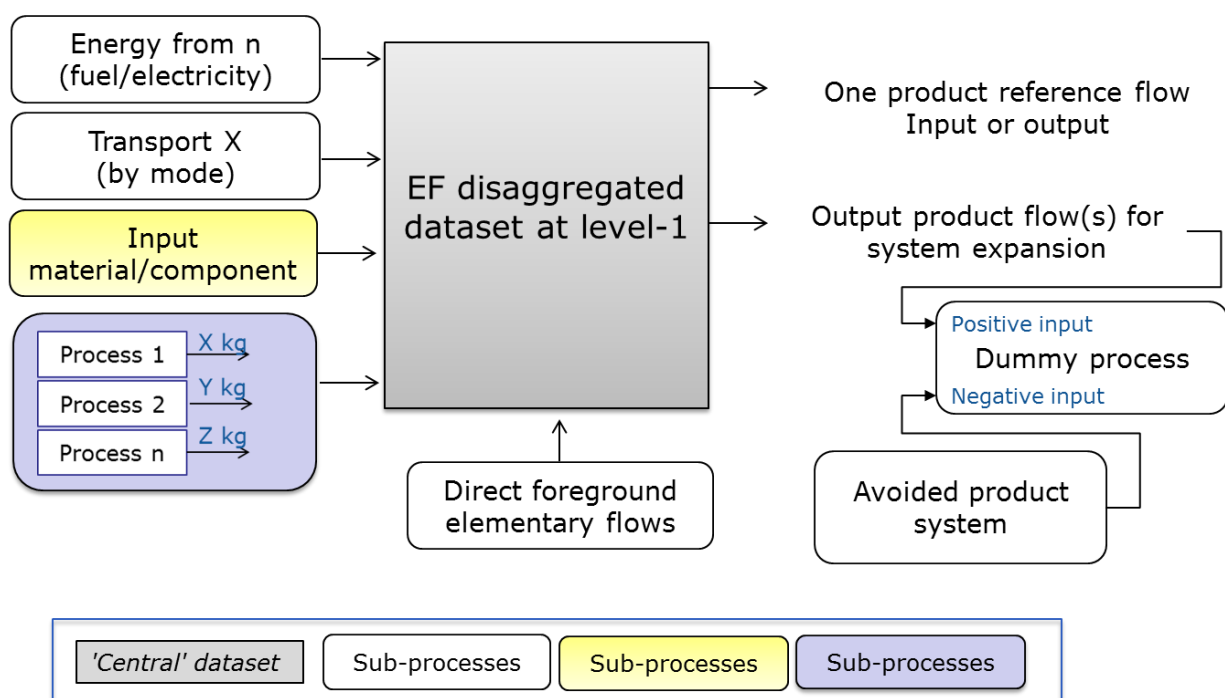 Energy from n
(fuel/electricity)
Transport X
(by mode)
Input
material/component
Process 1
X kg
Process 2
Y kg
Process n
Z kg
EF disaggregated
dataset at level-1
Direct foreground
elementary flows
One product reference flow
Input or output
Output product flow(s) for
system expansion
Positive input
Dummy process
Negative input
Avoided product
system
'Central' dataset
Sub-processes
Sub-processes
Sub-processes